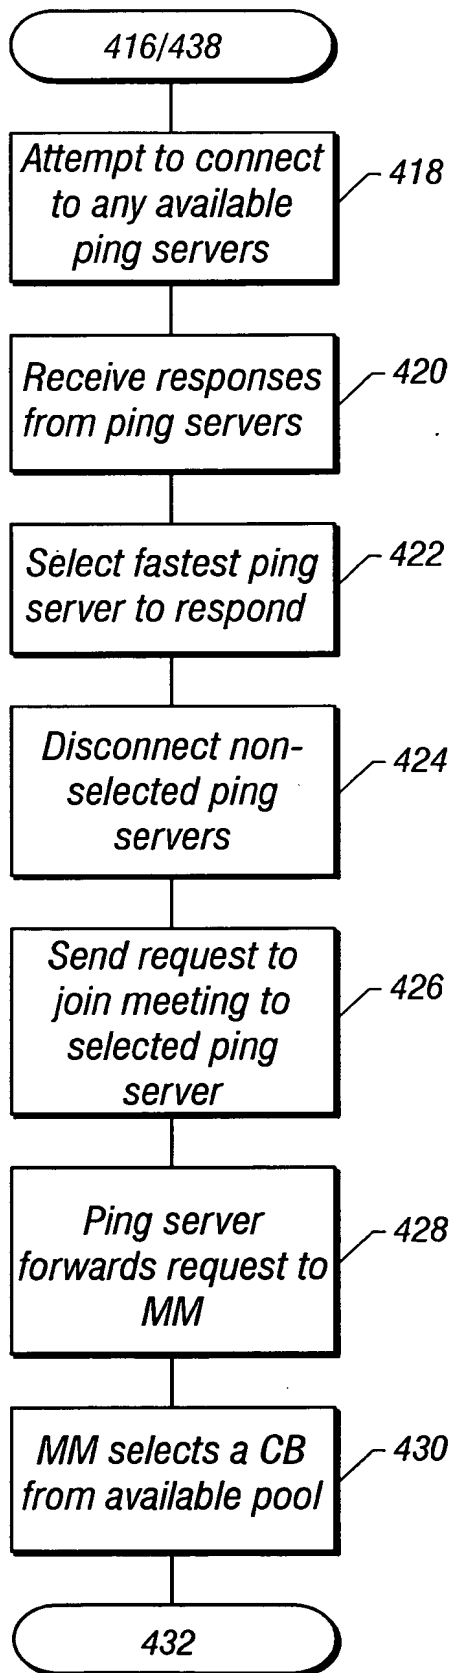 416/438
Attempt to connect
to any available
ping servers
418
Receive responses
from ping servers
420
Select fastest ping
server to respond
422
Disconnect non-
selected ping
servers
424
Send request to
join meeting to
selected ping
server
426
Ping server
forwards request to
MM
428
MM selects a CB
from available pool
430
432